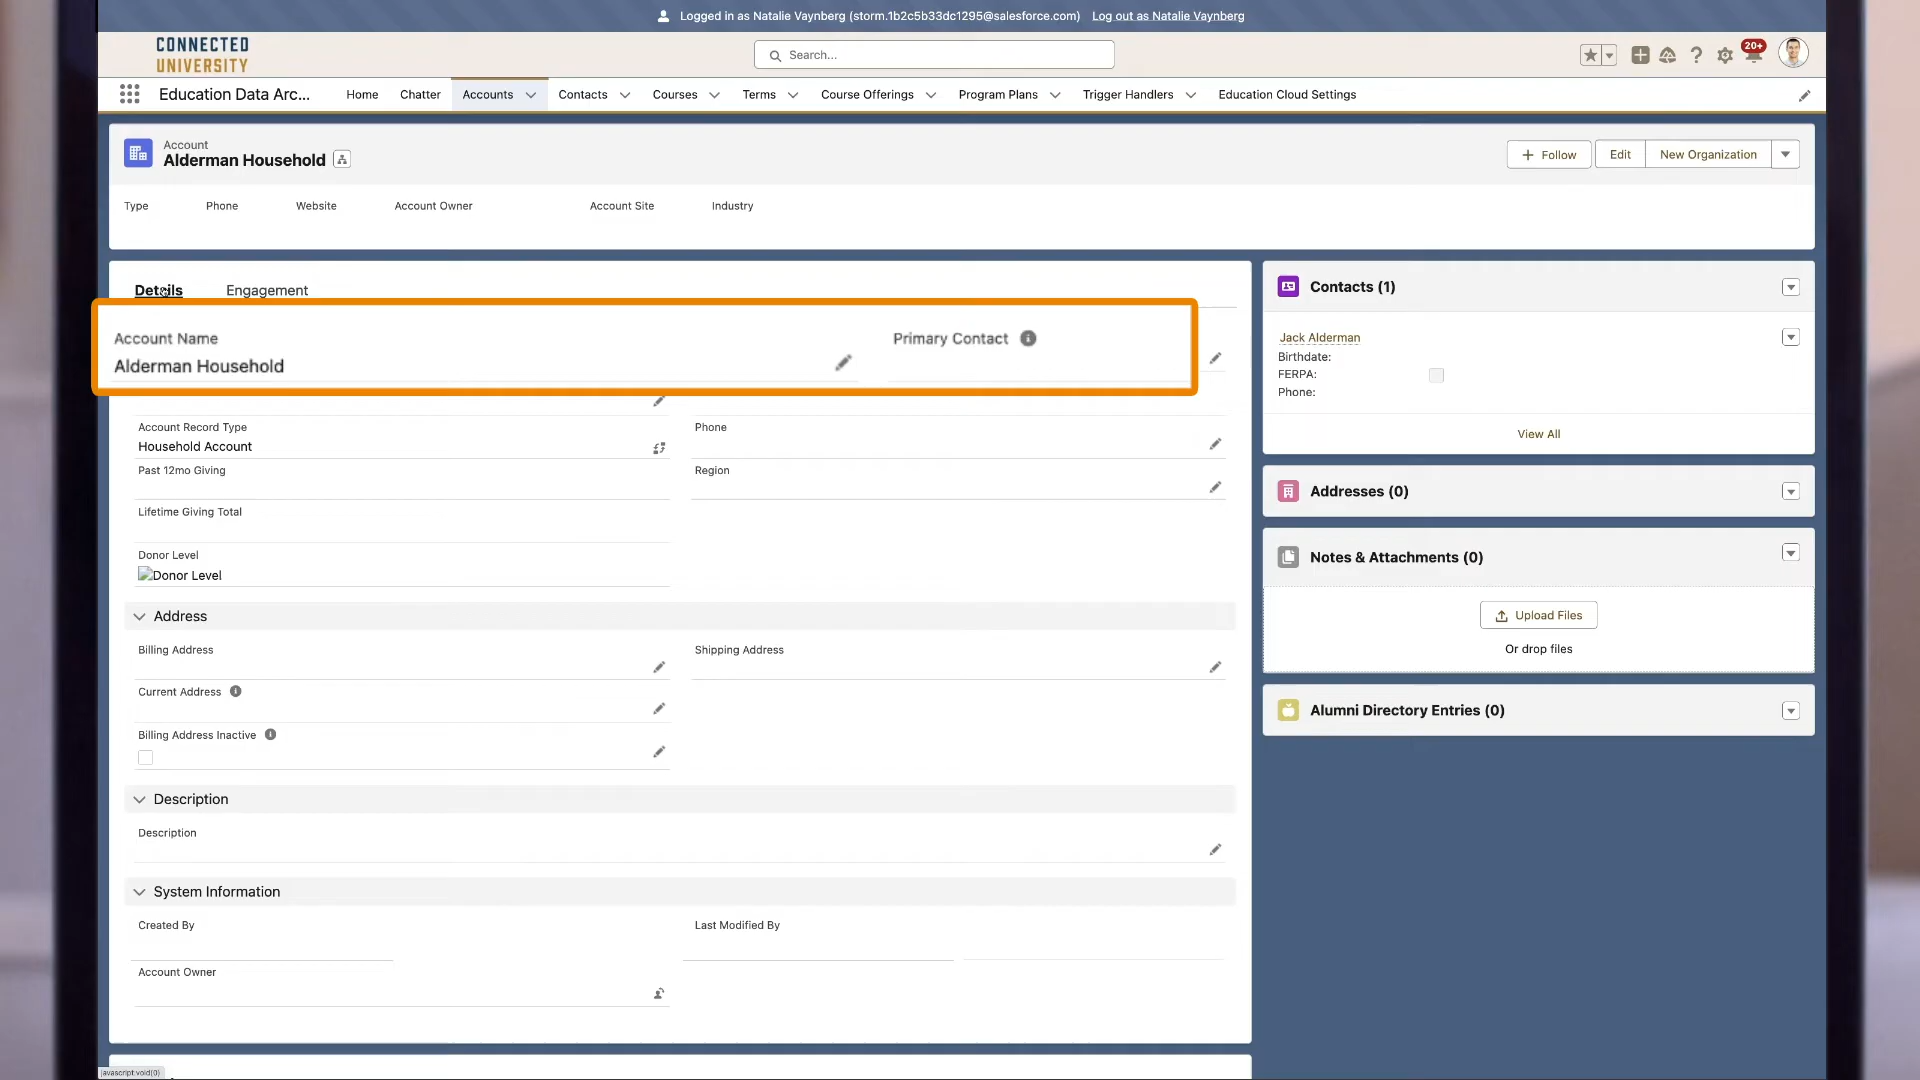 Logged in as Natalie Vaynberg (storm.1b2c5b33dc1295@salesforce.com) Log out as Natalie Vaynberg
CONNECTED
UNIVERSITY
Search...
20+
Education Data Arc... Home Chatter Accounts Contacts Courses Terms Course Offerings Program Plans Trigger Handlers Education Cloud Settings
Account
Alderman Household
Follow Edit New Organization
Type Phone Website Account Owner Account Site Industry
Details Engagement
Account Name Primary Contact
Alderman Household
Account Record Type Phone
Household Account
Past 12mo Giving Region
Lifetime Giving Total
Donor Level
Donor Level
Address
Billing Address Shipping Address
Current Address
Billing Address Inactive
Description
Description
System Information
Created By Last Modified By
Account Owner
Contacts (1)
Jack Alderman
Birthdate:
FERPA:
Phone:
View All
Addresses (0)
Notes & Attachments (0)
Upload Files
Or drop files
Alumni Directory Entries (0)
javascript:void(0)